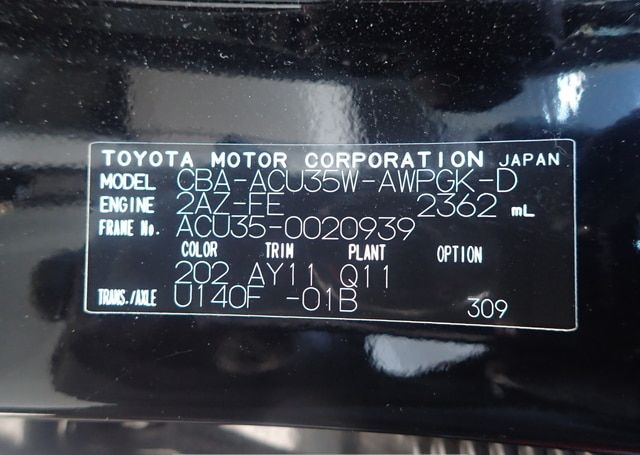 TOYOTA MOTOR CORPORATION JAPAN
MODEL CBA-ACU35W-AWPGK-D
ENGINE 2AZ-FE 2362 mL
FRAME No. ACU35-0020939
COLOR TRIM PLANT OPTION
202 AY11 Q11
TRANS./AXLE U140F -01B 309